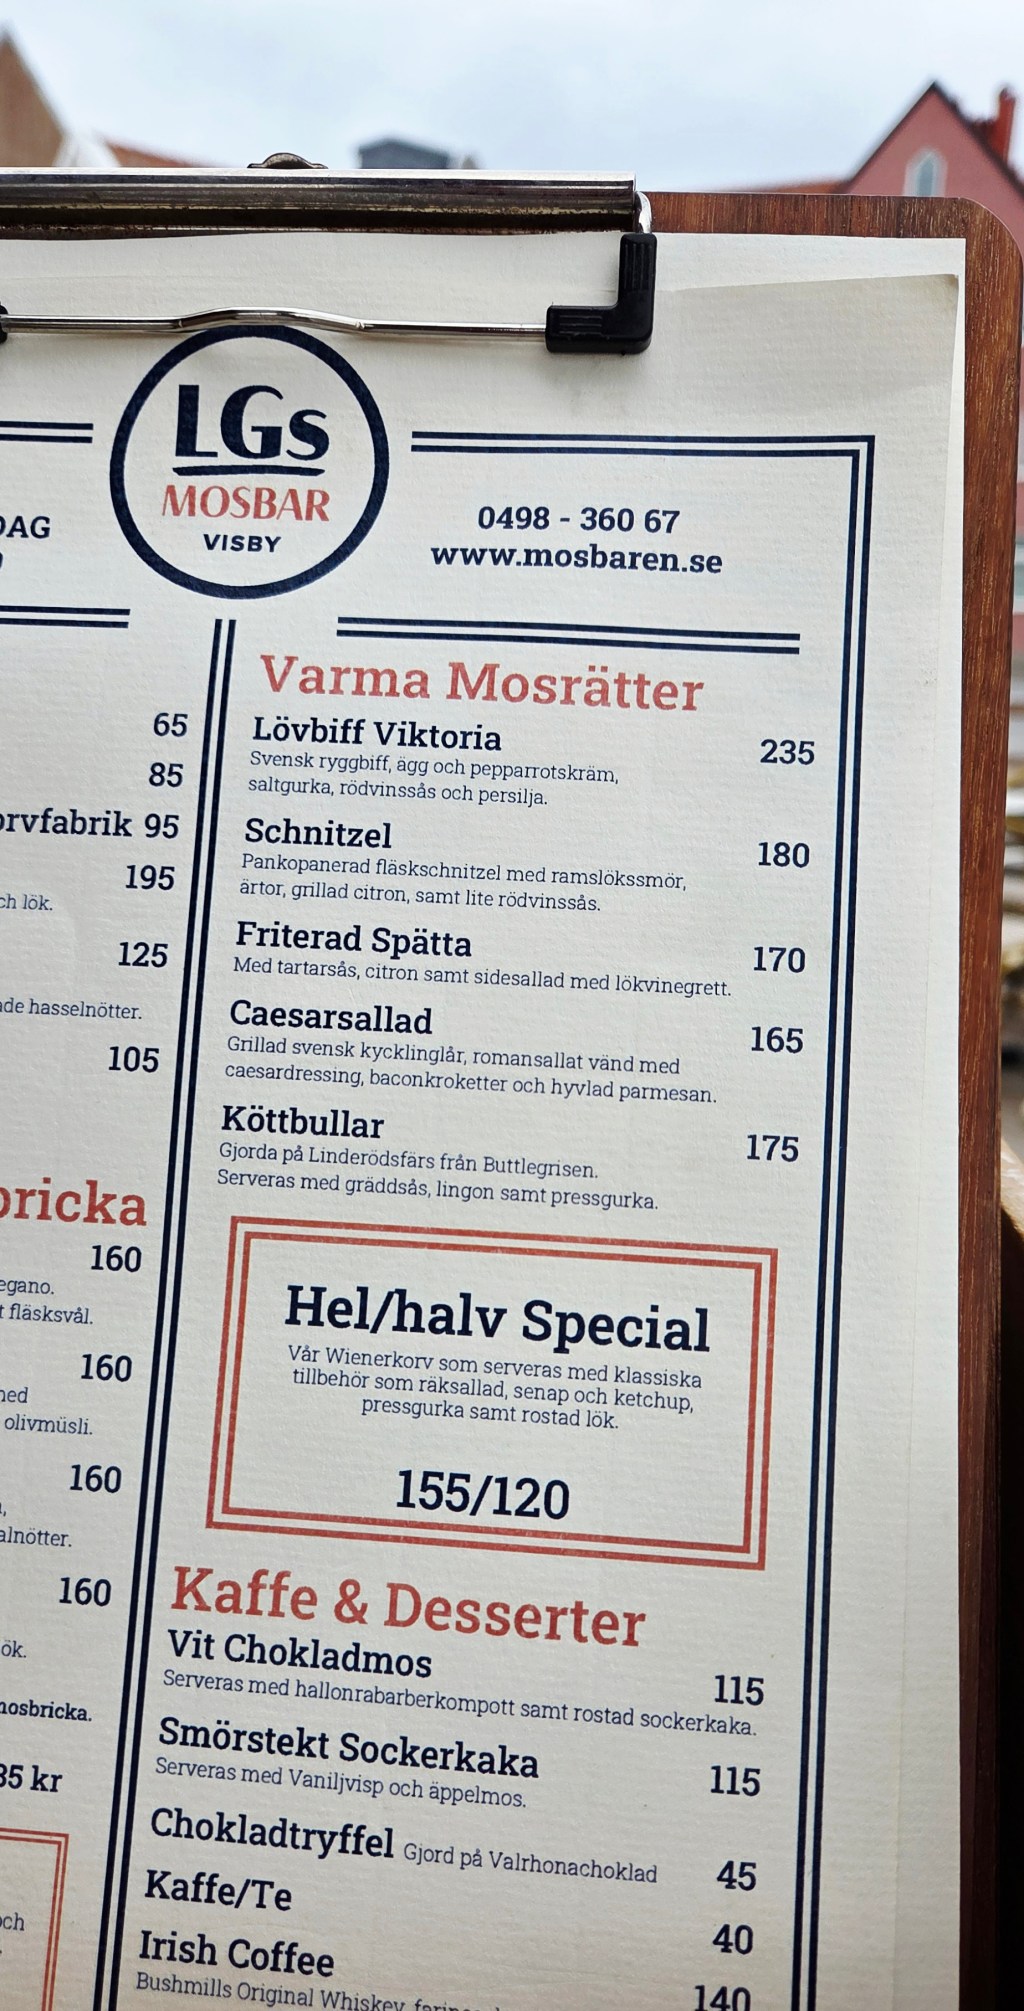 LGs
MOSBAR
VISBY
DAG
0498 - 360 67
www.mosbaren.se
65
85
orvfabrik 95
195
ch lök.
125
ade hasselnötter.
105
bricka
160
egano.
t fläsksvål.
160
ned
olivmüsli.
160
alnötter.
160
ök.
mosbricka.
35 kr
och
Varma Mosrätter
Lövbiff Viktoria 235
Svensk ryggbiff, ägg och pepparrotskräm,
saltgurka, rödvinssås och persilja.
Schnitzel 180
Pankopanerad fläskschnitzel med ramslökssmör,
ärtor, grillad citron, samt lite rödvinssås.
Friterad Spätta 170
Med tartarsås, citron samt sidesallad med lökvinegrett.
Caesarsallad 165
Grillad svensk kycklinglår, romansallat vänd med
caesardressing, baconkroketter och hyvlad parmesan.
Köttbullar 175
Gjorda på Linderödsfärs från Buttlegrisen.
Serveras med gräddsås, lingon samt pressgurka.
Hel/halv Special
Vår Wienerkorv som serveras med klassiska
tillbehör som räksallad, senap och ketchup,
pressgurka samt rostad lök.
155/120
Kaffe & Desserter
Vit Chokladmos 115
Serveras med hallonrabarberkompott samt rostad sockerkaka.
Smörstekt Sockerkaka 115
Serveras med Vaniljvisp och äppelmos.
Chokladtryffel Gjord på Valrhonachoklad 45
Kaffe/Te 40
Irish Coffee 140
Bushmills Original Whiskey,